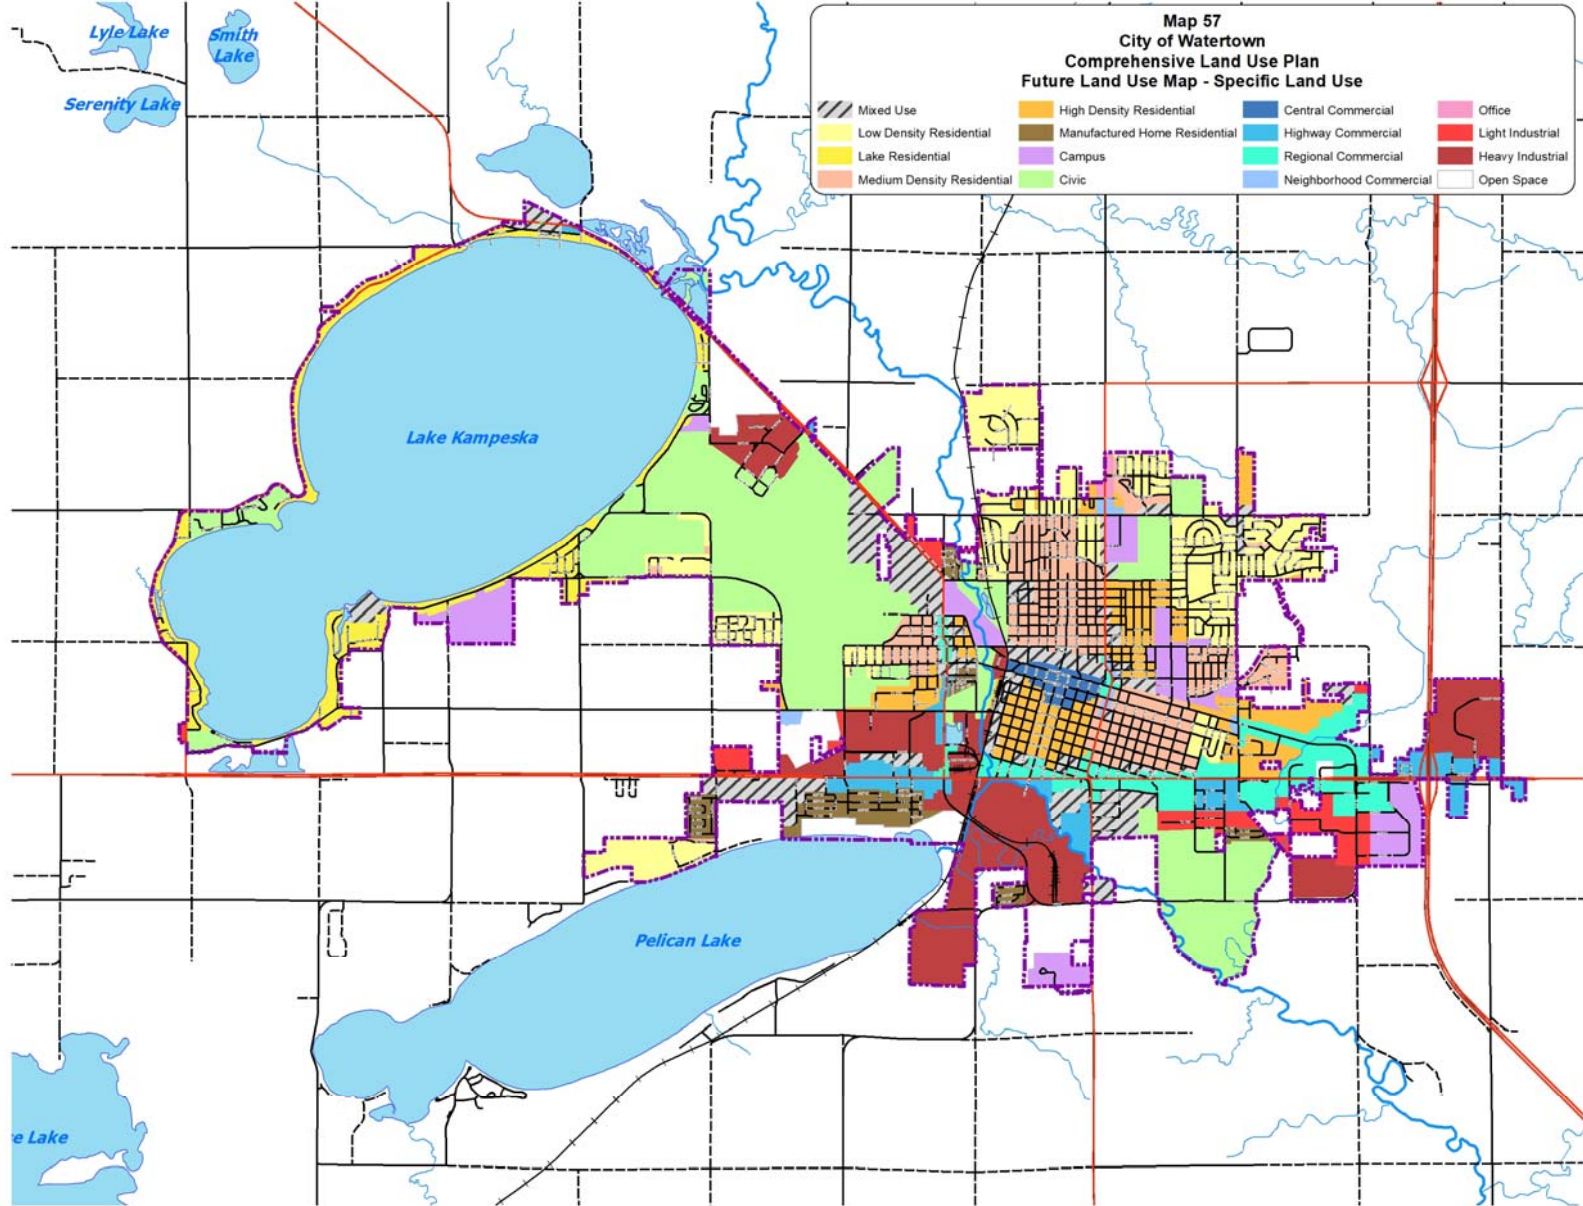 Map 57
City of Watertown
Comprehensive Land Use Plan
Future Land Use Map - Specific Land Use
Mixed Use
Low Density Residential
Lake Residential
Medium Density Residential
High Density Residential
Manufactured Home Residential
Campus
Civic
Central Commercial
Highway Commercial
Regional Commercial
Neighborhood Commercial
Office
Light Industrial
Heavy Industrial
Open Space
Lyle Lake
Smith
Lake
Serenity Lake
Lake Kampeska
Pelican Lake
e Lake